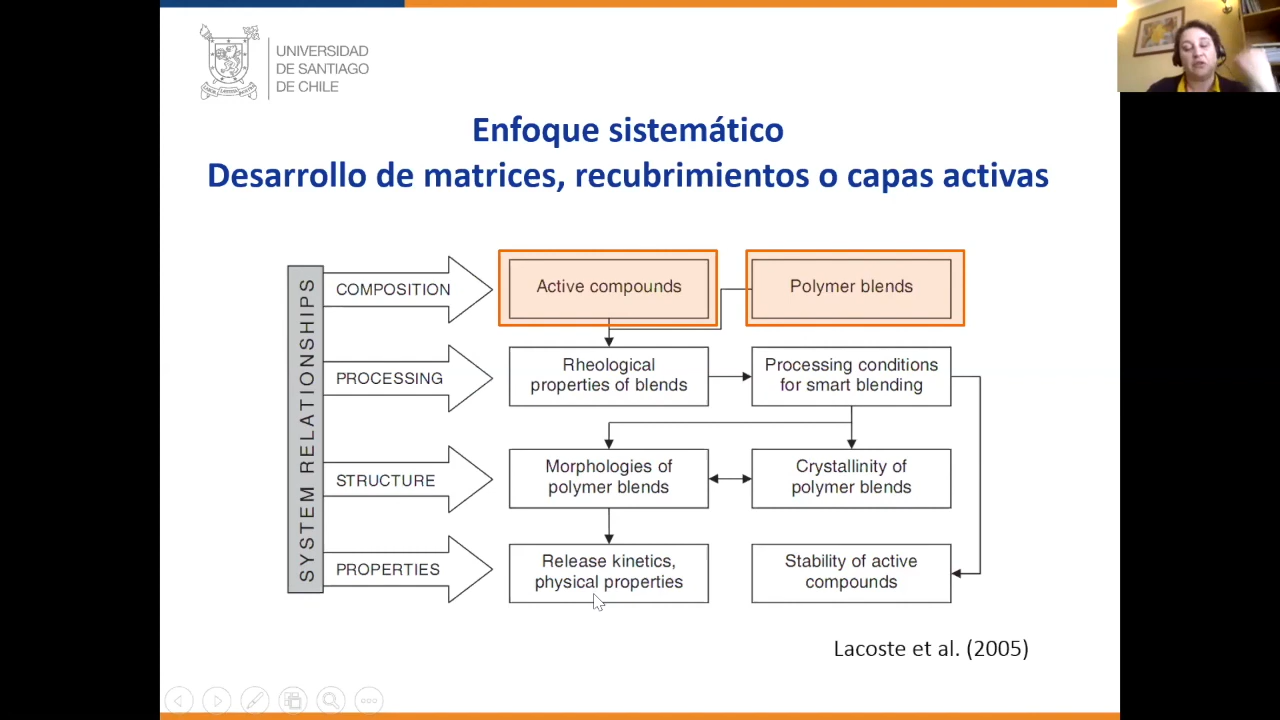 UNIVERSIDAD
DE SANTIAGO
DE CHILE
Enfoque sistemático
Desarrollo de matrices, recubrimientos o capas activas
SYSTEM RELATIONSHIPS
COMPOSITION
Active compounds
Polymer blends
PROCESSING
Rheological
properties of blends
Processing conditions
for smart blending
STRUCTURE
Morphologies of
polymer blends
Crystallinity of
polymer blends
PROPERTIES
Release kinetics,
physical properties
Stability of active
compounds
Lacoste et al. (2005)